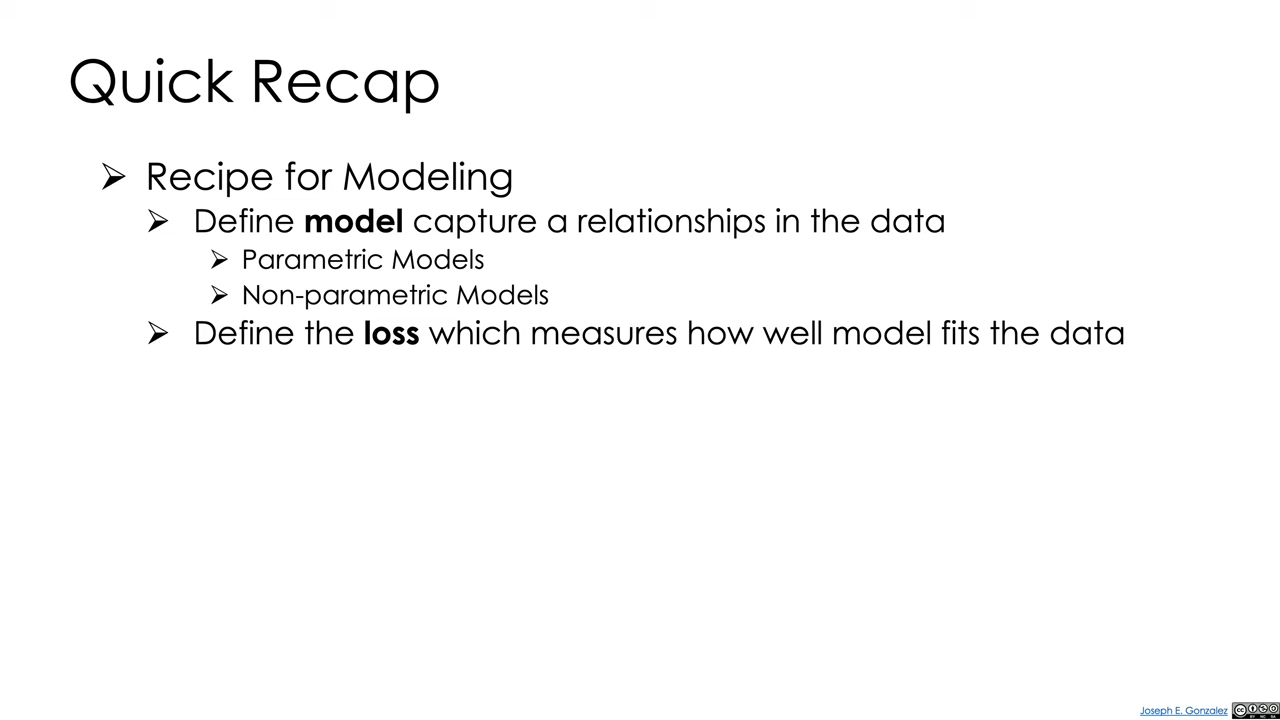 Quick Recap
➢ Recipe for Modeling
➢ Define model capture a relationships in the data
➢ Parametric Models
➢ Non-parametric Models
➢ Define the loss which measures how well model fits the data
Joseph E. Gonzalez